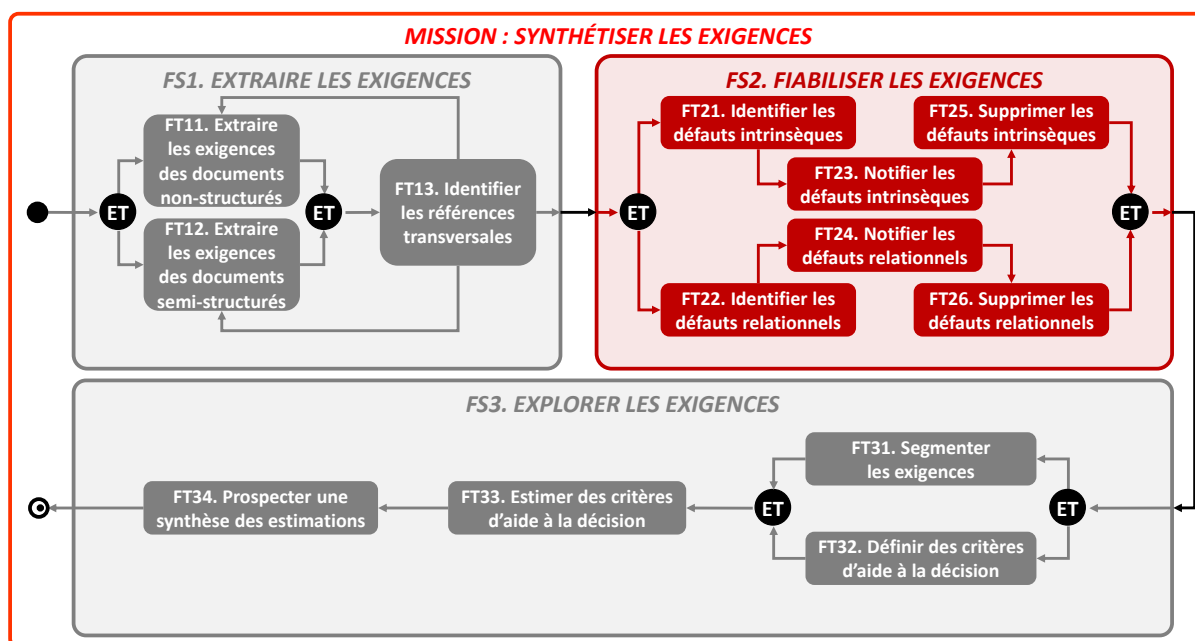 MISSION : SYNTHÉTISER LES EXIGENCES
FS1. EXTRAIRE LES EXIGENCES
FT11. Extraire
les exigences
des documents
non-structurés
ET
ET
FT12. Extraire
les exigences
des documents
semi-structurés
FT13. Identifier
les références
transversales
FS2. FIABILISER LES EXIGENCES
FT21. Identifier les
défauts intrinsèques
FT25. Supprimer les
défauts intrinsèques
FT23. Notifier les
défauts intrinsèques
ET
ET
FT24. Notifier les
défauts relationnels
FT22. Identifier les
défauts relationnels
FT26. Supprimer les
défauts relationnels
FS3. EXPLORER LES EXIGENCES
FT31. Segmenter
les exigences
FT34. Prospecter une
synthèse des estimations
FT33. Estimer des critères
d’aide à la décision
ET
ET
FT32. Définir des critères
d’aide à la décision